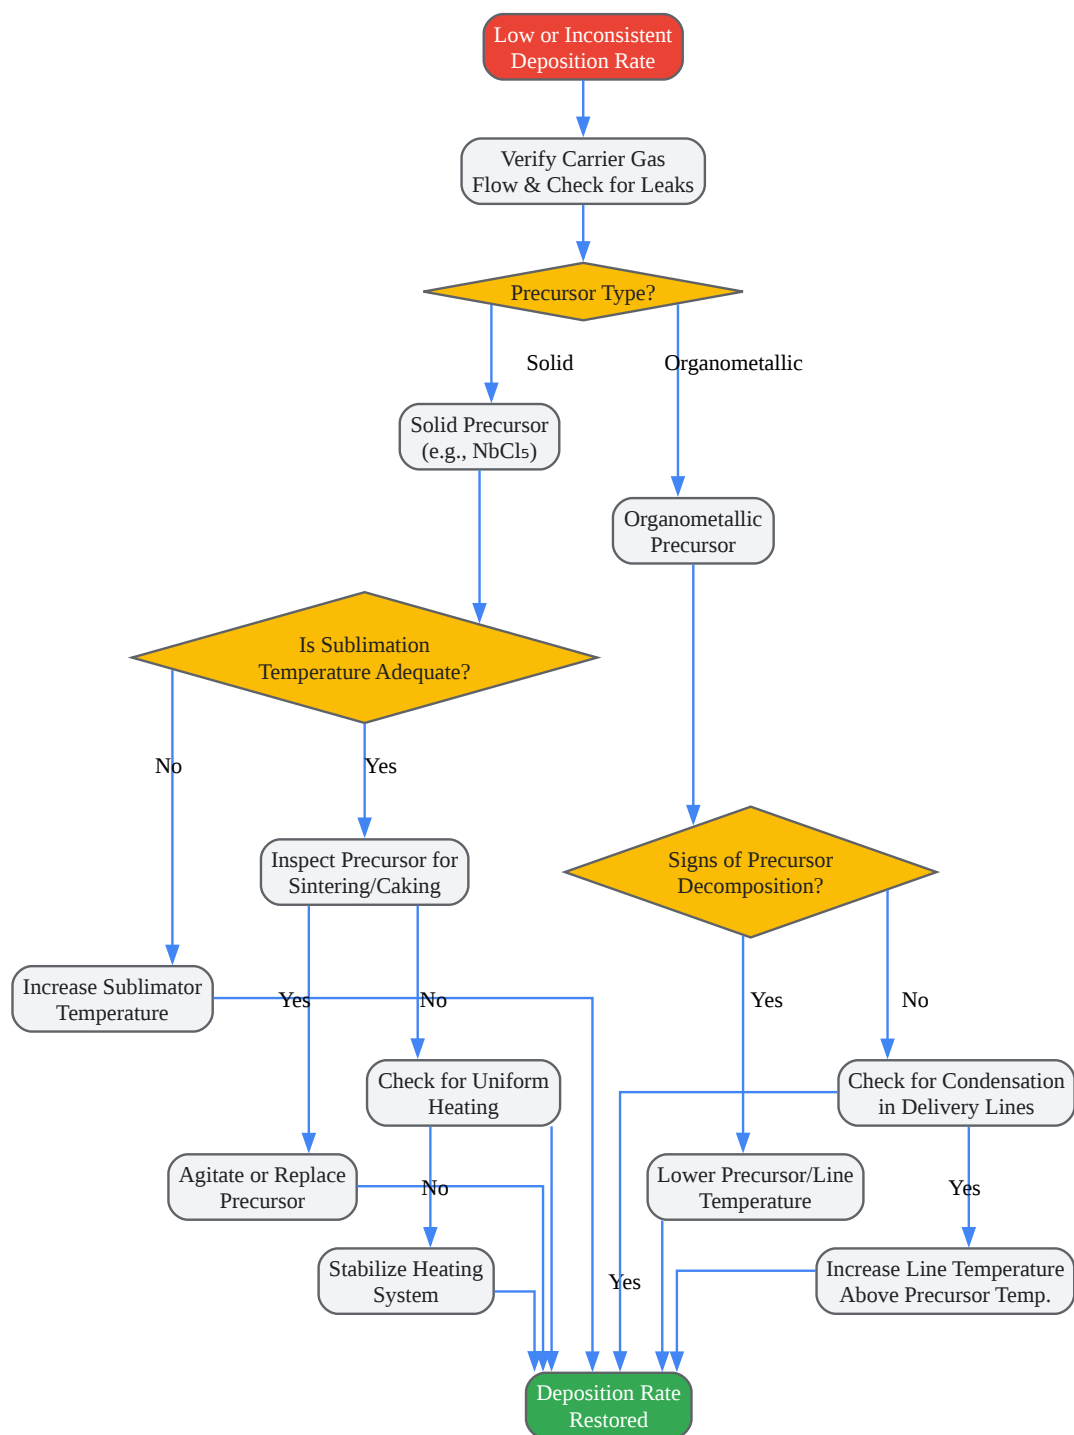 Low or Inconsistent
Deposition Rate
Verify Carrier Gas
Flow & Check for Leaks
Precursor Type?
Solid
Organometallic
Solid Precursor
(e.g., NbCl₅)
Organometallic
Precursor
Is Sublimation
Temperature Adequate?
No
Yes
Inspect Precursor for
Sintering/Caking
Signs of Precursor
Decomposition?
Increase Sublimator
Temperature
Yes
No
Yes
No
Check for Uniform
Heating
Check for Condensation
in Delivery Lines
Agitate or Replace
Precursor
No
Lower Precursor/Line
Temperature
Yes
Stabilize Heating
System
Yes
Increase Line Temperature
Above Precursor Temp.
Deposition Rate
Restored